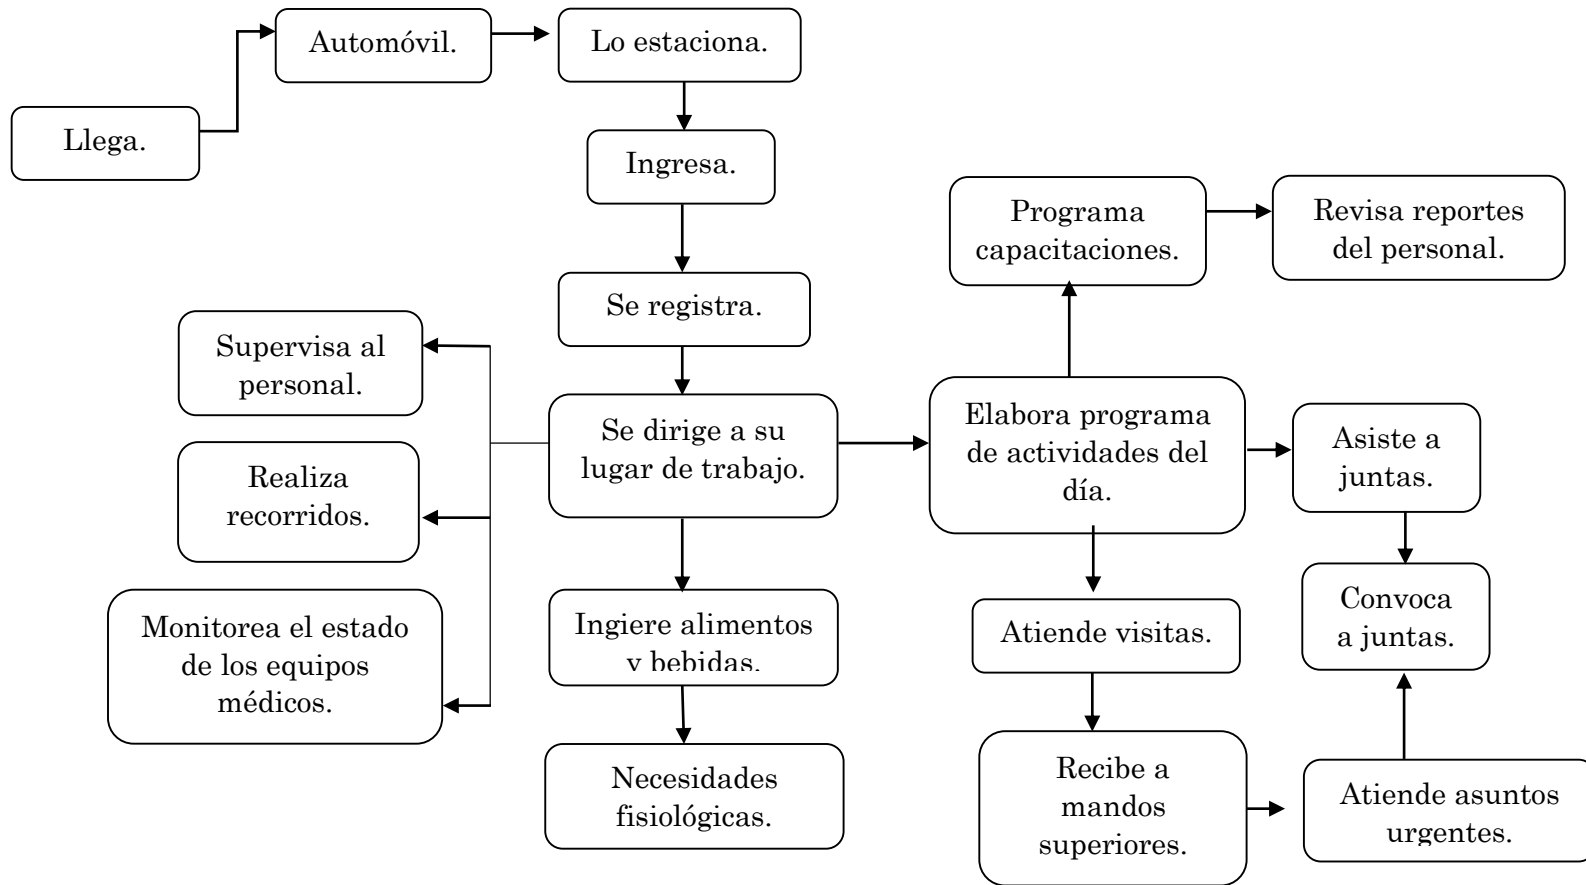 Llega.
Automóvil.
Lo estaciona.
Ingresa.
Se registra.
Se dirige a su
lugar de trabajo.
Supervisa al
personal.
Realiza
recorridos.
Monitorea el estado
de los equipos
médicos.
Ingiere alimentos
y bebidas.
Necesidades
fisiológicas.
Elabora programa
de actividades del
día.
Programa
capacitaciones.
Revisa reportes
del personal.
Asiste a
juntas.
Convoca
a juntas.
Atiende visitas.
Recibe a
mandos
superiores.
Atiende asuntos
urgentes.